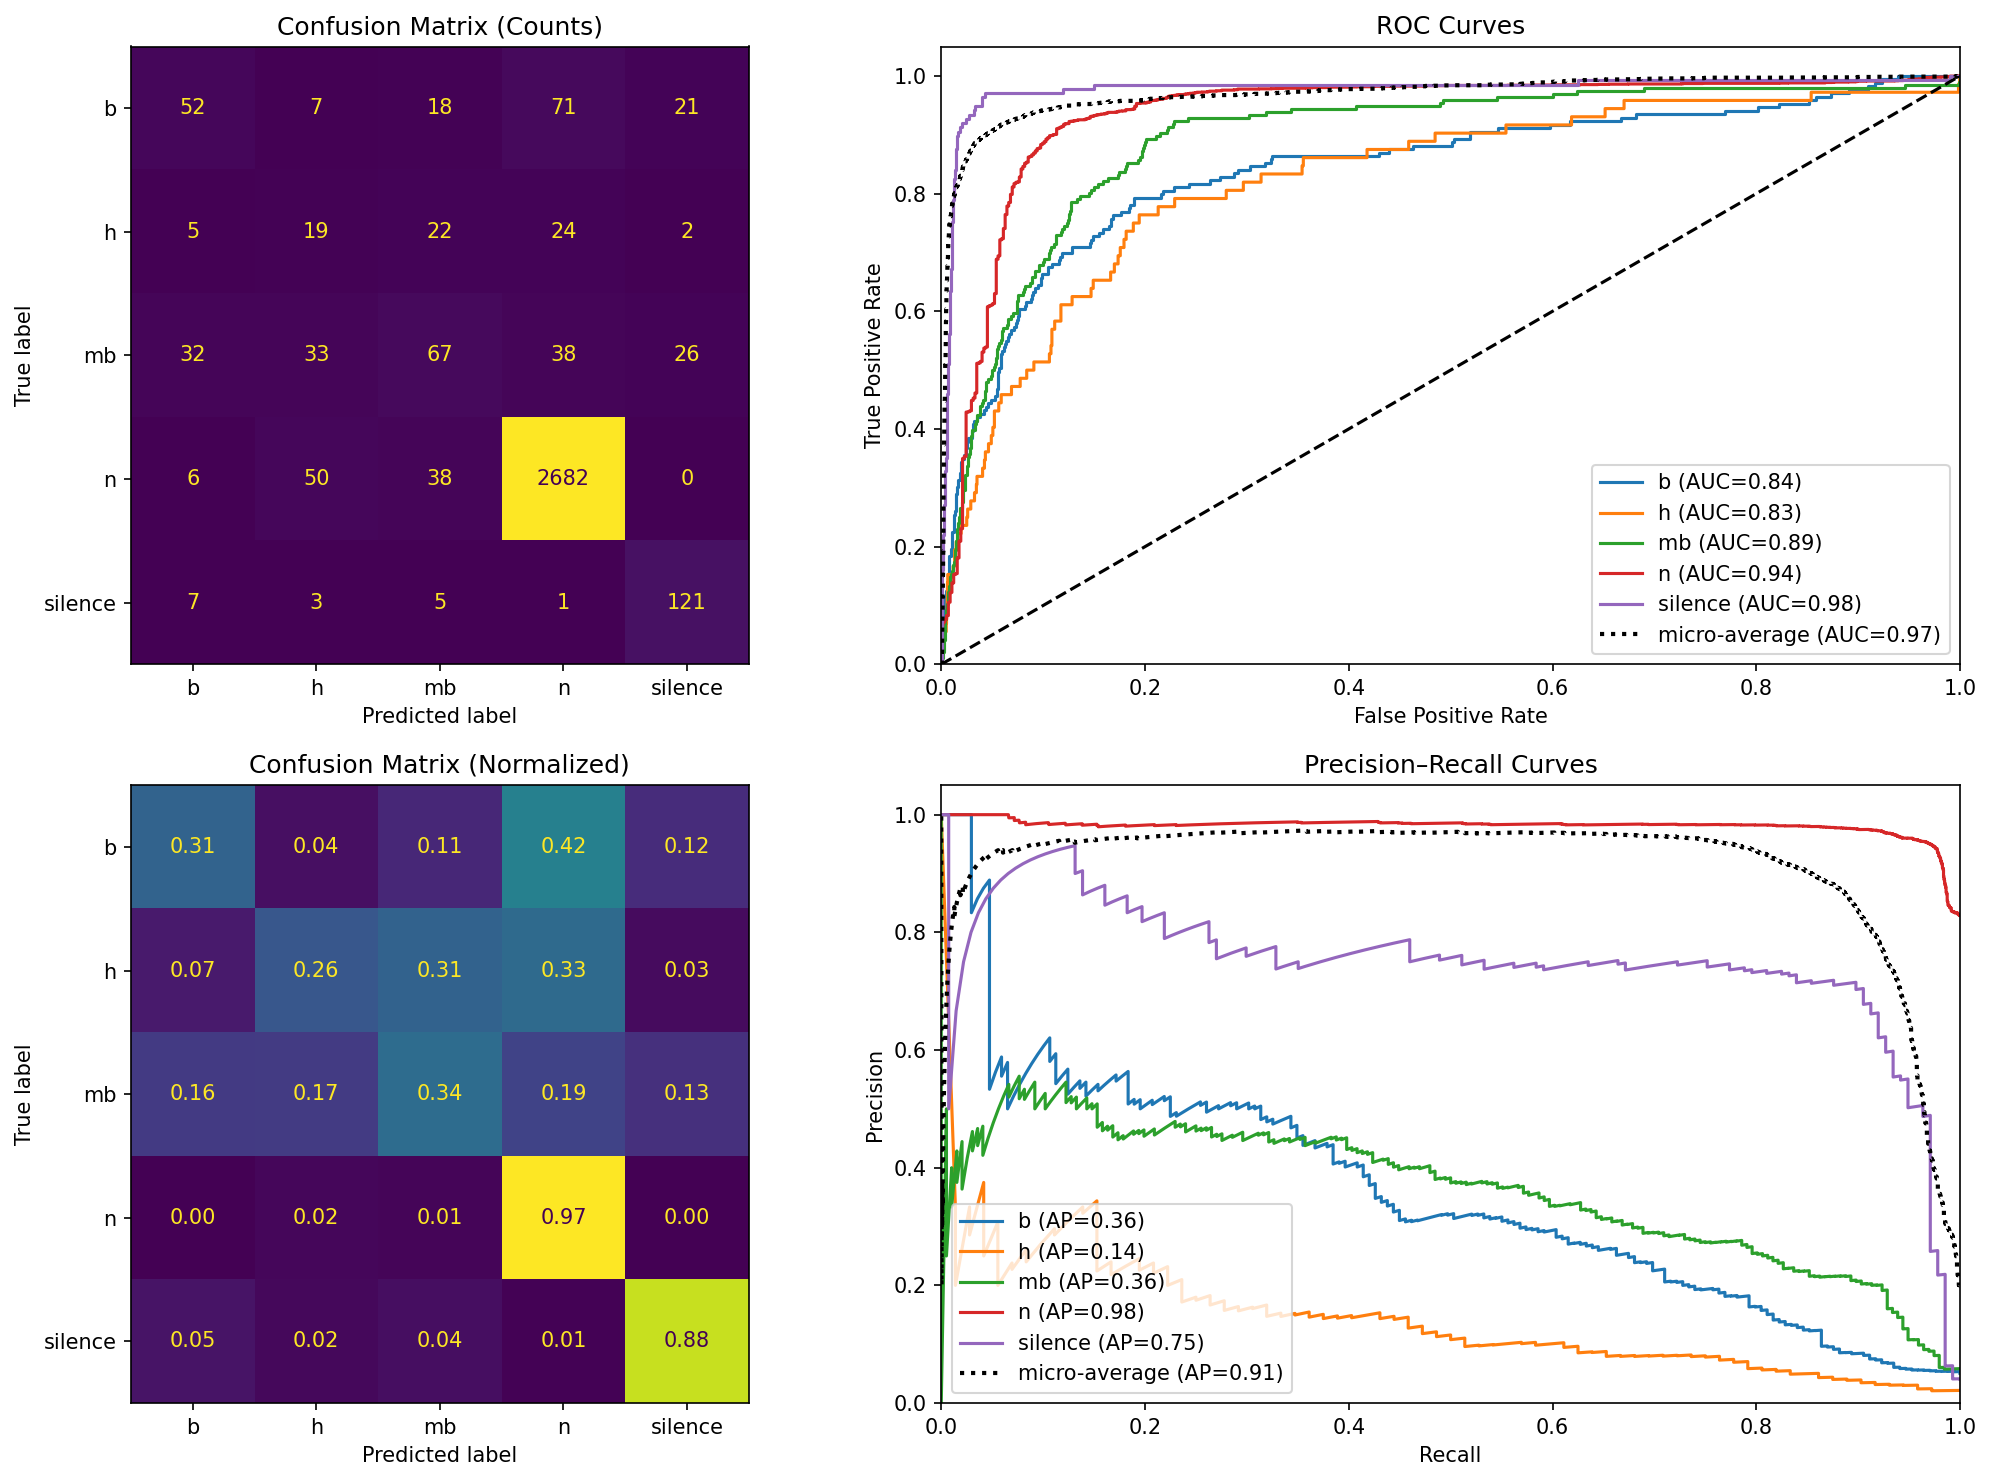 Confusion Matrix (Counts)
True label
b
52 7 18 71 21
h
5 19 22 24 2
mb
32 33 67 38 26
n
6 50 38 2682 0
silence
7 3 5 1 121
b h mb n silence
Predicted label
ROC Curves
True Positive Rate
1.0
0.8
0.6
0.4
0.2
0.0
b (AUC=0.84)
h (AUC=0.83)
mb (AUC=0.89)
n (AUC=0.94)
silence (AUC=0.98)
micro-average (AUC=0.97)
0.0 0.2 0.4 0.6 0.8 1.0
False Positive Rate
Confusion Matrix (Normalized)
True label
b
0.31 0.04 0.11 0.42 0.12
h
0.07 0.26 0.31 0.33 0.03
mb
0.16 0.17 0.34 0.19 0.13
n
0.00 0.02 0.01 0.97 0.00
silence
0.05 0.02 0.04 0.01 0.88
b h mb n silence
Predicted label
Precision–Recall Curves
Precision
1.0
0.8
0.6
0.4
0.2
0.0
b (AP=0.36)
h (AP=0.14)
mb (AP=0.36)
n (AP=0.98)
silence (AP=0.75)
micro-average (AP=0.91)
0.0 0.2 0.4 0.6 0.8 1.0
Recall